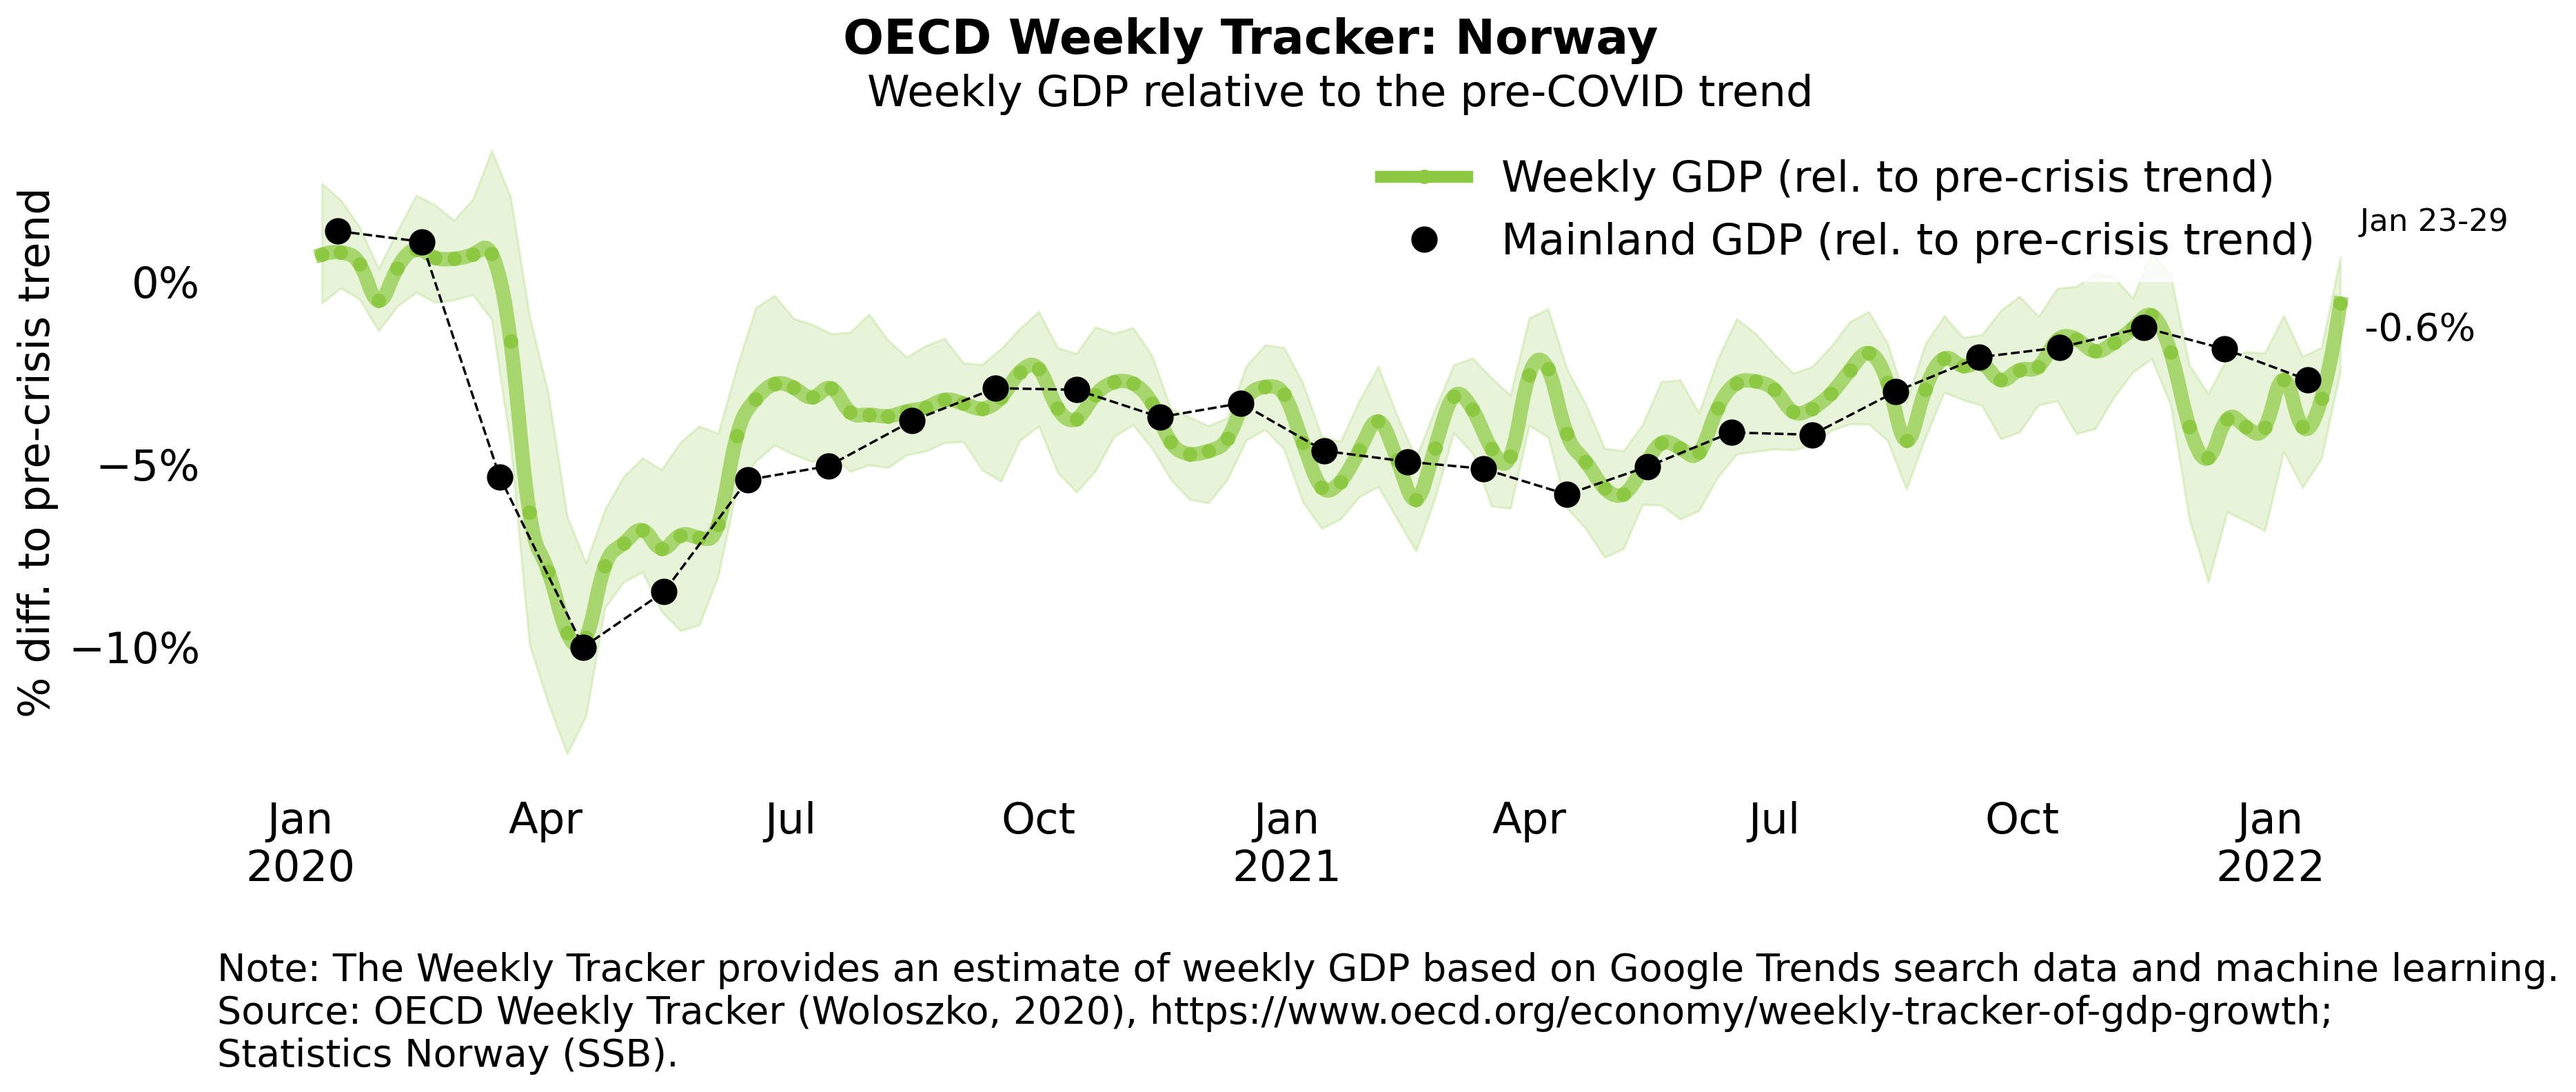 OECD Weekly Tracker: Norway
Weekly GDP relative to the pre-COVID trend
Weekly GDP (rel. to pre-crisis trend)
Mainland GDP (rel. to pre-crisis trend)
Jan 23-29
-0.6%
% diff. to pre-crisis trend
0%
−5%
−10%
Jan Apr Jul Oct Jan Apr Jul Oct Jan
2020 2021 2022
Note: The Weekly Tracker provides an estimate of weekly GDP based on Google Trends search data and machine learning.
Source: OECD Weekly Tracker (Woloszko, 2020), https://www.oecd.org/economy/weekly-tracker-of-gdp-growth;
Statistics Norway (SSB).